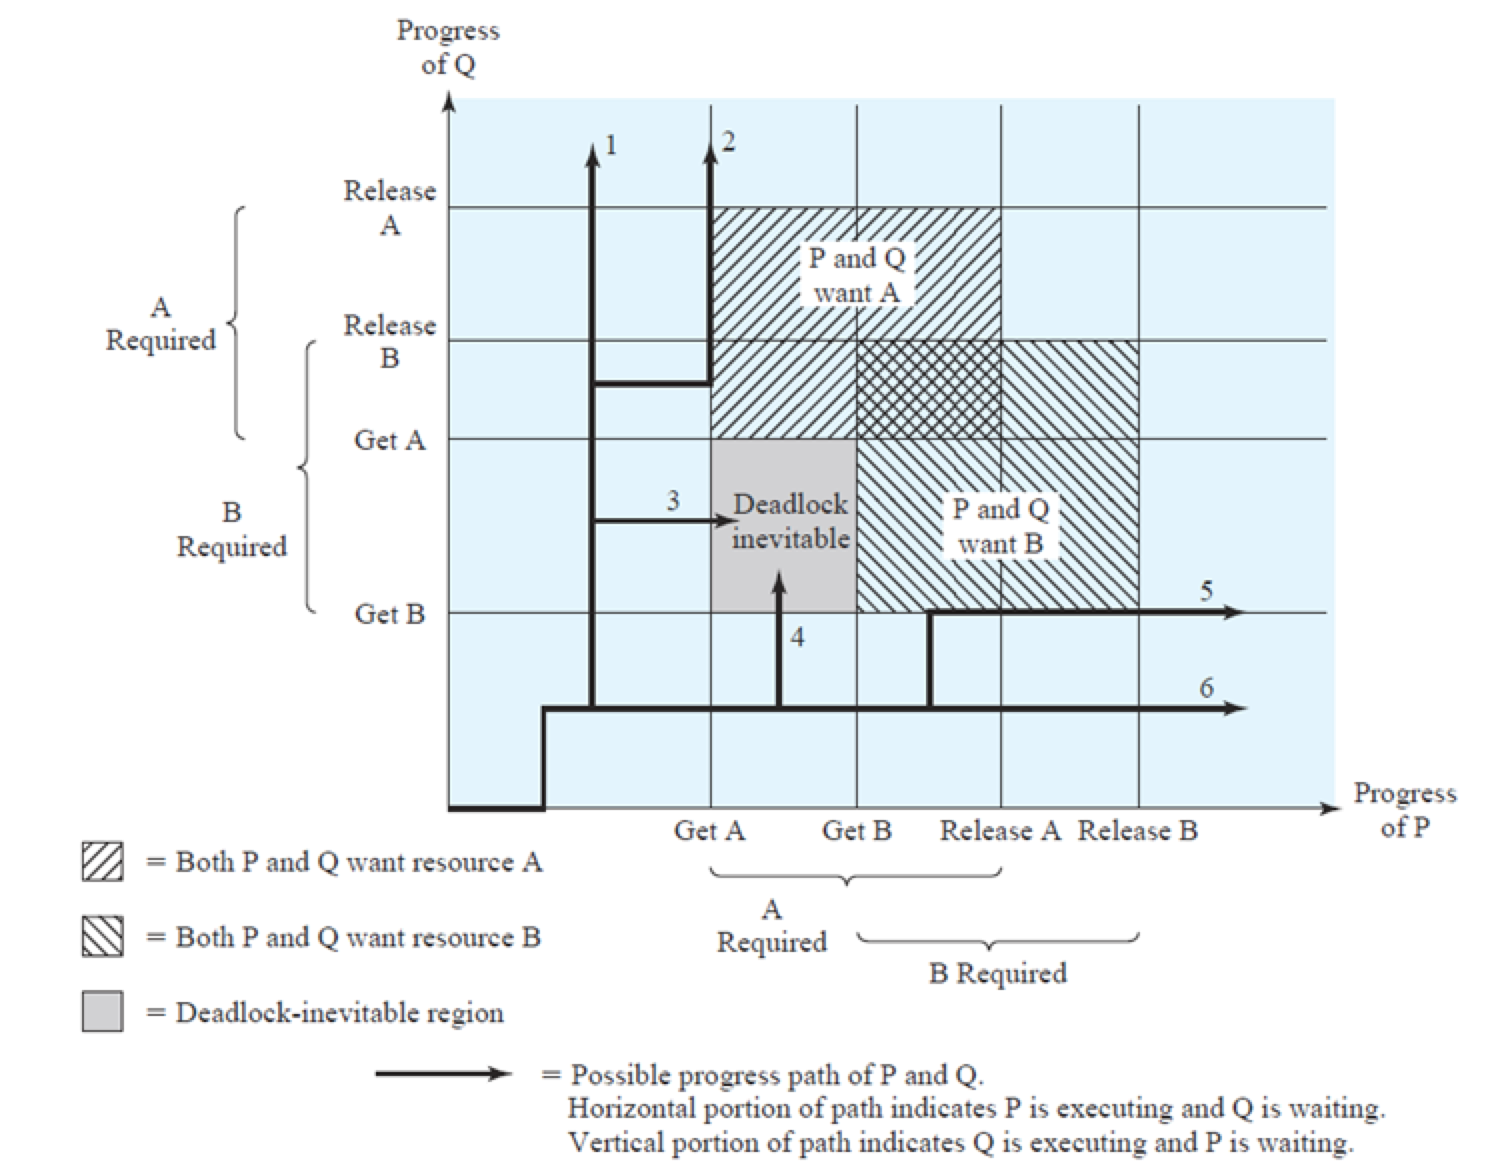 Progress
of Q
1
2
Release
A
P and Q
want A
A
Required
Release
B
Get A
3
Deadlock
inevitable
P and Q
want B
B
Required
5
Get B
4
6
Progress
of P
Get A
Get B
Release A
Release B
= Both P and Q want resource A
A
Required
= Both P and Q want resource B
B Required
= Deadlock-inevitable region
= Possible progress path of P and Q.
Horizontal portion of path indicates P is executing and Q is waiting.
Vertical portion of path indicates Q is executing and P is waiting.